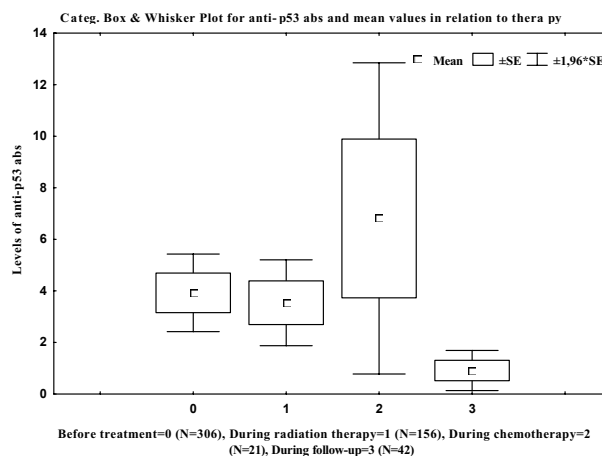 Categ. Box & Whisker Plot for anti-p53 abs and mean values in relation to thera py
14
12
10
8
6
4
2
0
Levels of anti-p53 abs
Mean ±SE ±1,96*SE
0 1 2 3
Before treatment=0 (N=306), During radiation therapy=1 (N=156), During chemotherapy=2
(N=21), During follow-up=3 (N=42)